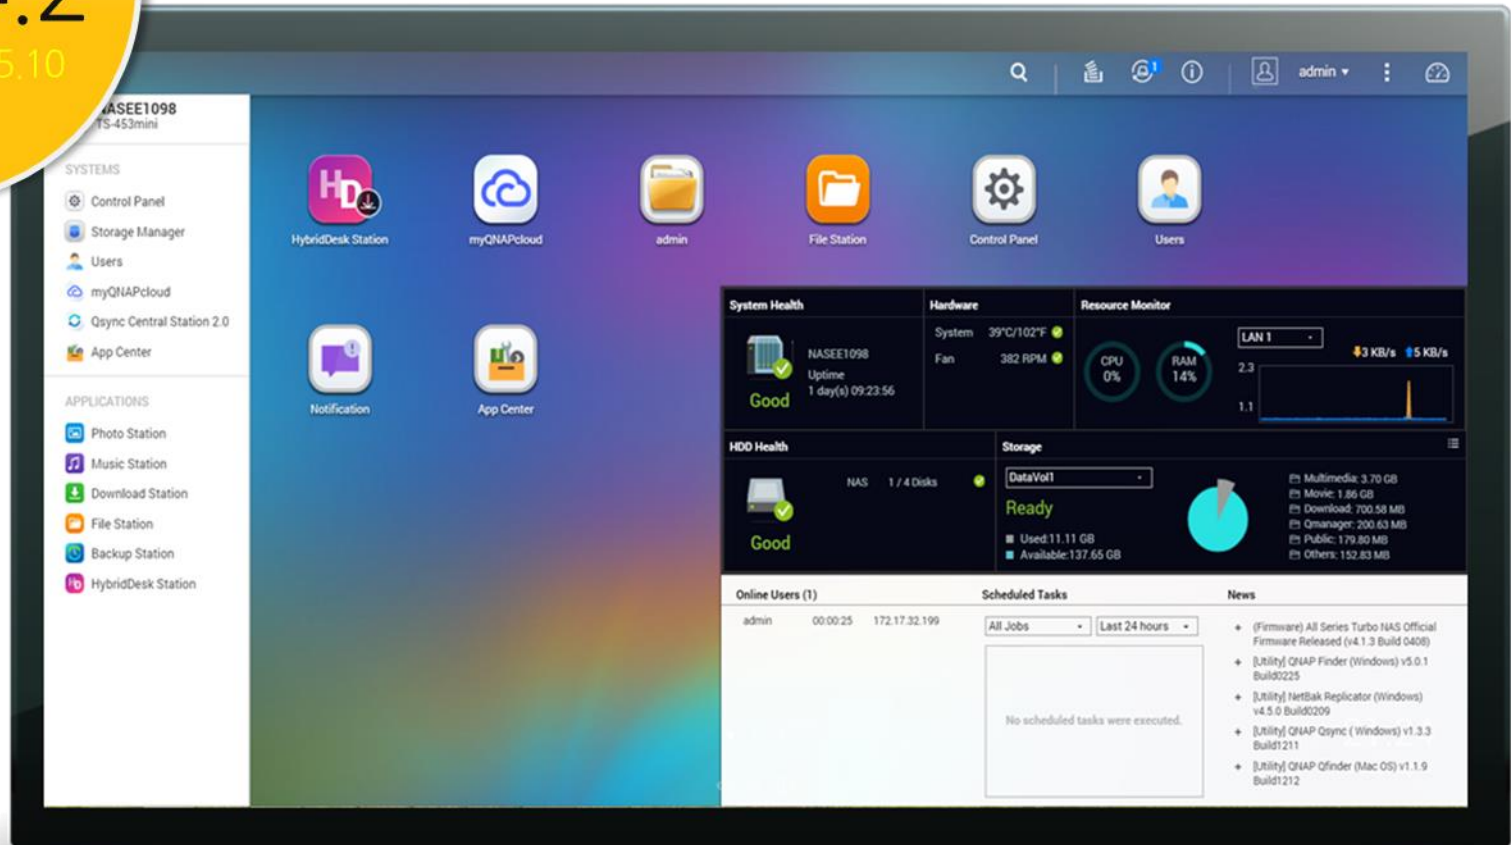 .2
5.10
admin
1
NASEE1098
TS-453mini
SYSTEMS
Control Panel
Storage Manager
Users
myQNAPcloud
Qsync Central Station 2.0
App Center
APPLICATIONS
Photo Station
Music Station
Download Station
File Station
Backup Station
HybridDesk Station
HD
HybridDesk Station
myQNAPcloud
admin
File Station
Control Panel
Users
Notification
App Center
System Health
NASEE1098
Uptime
1 day(s) 09:23:56
Good
Hardware
System 39°C/102°F
Fan 382 RPM
Resource Monitor
CPU
0%
RAM
14%
LAN 1
3 KB/s 5 KB/s
2.3
1.1
HDD Health
NAS 1 / 4 Disks
Good
Storage
DataVol1
Ready
Used:11.11 GB
Available:137.65 GB
Multimedia: 3.70 GB
Movie: 1.86 GB
Download: 700.58 MB
Qmanager: 200.63 MB
Public: 179.80 MB
Others: 152.83 MB
Online Users (1)
admin 00:00:25 172.17.32.199
Scheduled Tasks
All Jobs Last 24 hours
No scheduled tasks were executed.
News
+ (Firmware) All Series Turbo NAS Official
Firmware Released (v4.1.3 Build 0408)
+ [Utility] QNAP Finder (Windows) v5.0.1
Build0225
+ [Utility] NetBak Replicator (Windows)
v4.5.0 Build0209
+ [Utility] QNAP Qsync ( Windows) v1.3.3
Build1211
+ [Utility] QNAP Qfinder (Mac OS) v1.1.9
Build1212